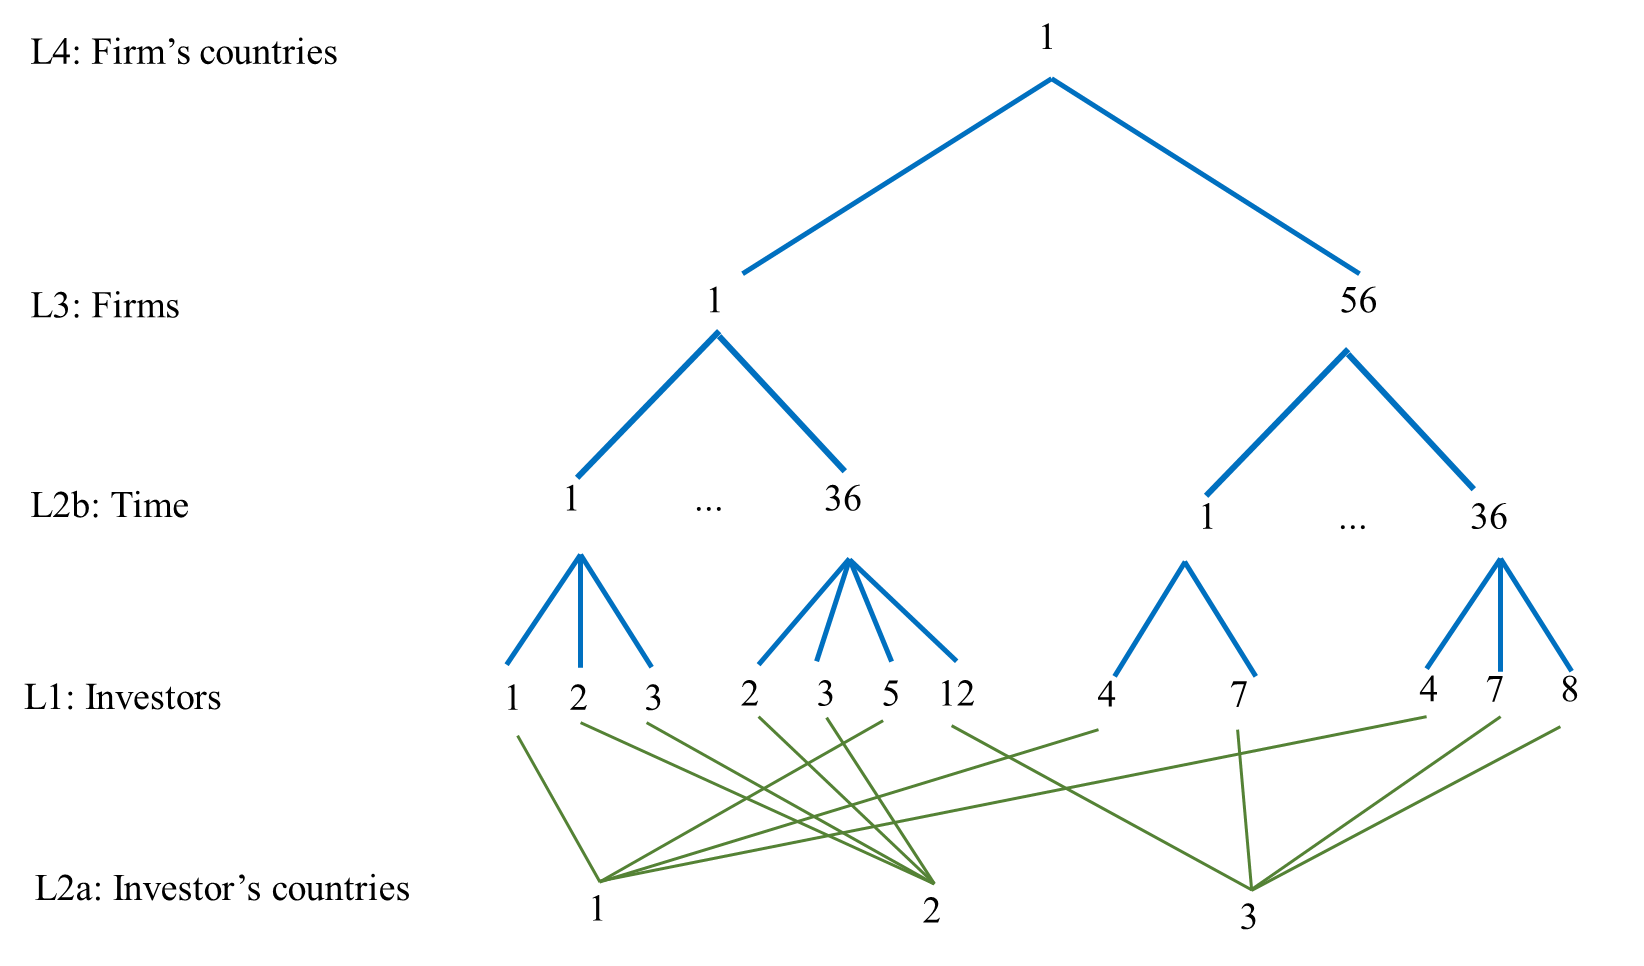 L4: Firm’s countries 1
L3: Firms 1 56
L2b: Time 1 ... 36 1 ... 36
L1: Investors 1 2 3 2 3 5 12 4 7 4 7 8
L2a: Investor’s countries 1 2 3